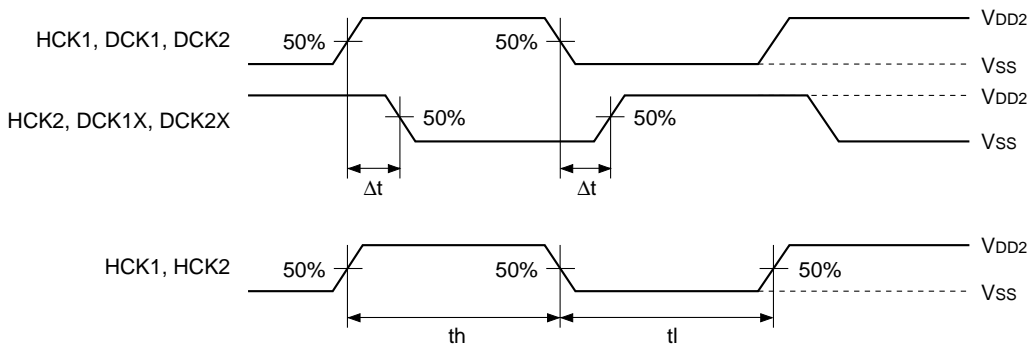 HCK1, DCK1, DCK2
50%
50%
VDD2
VSS
HCK2, DCK1X, DCK2X
50%
50%
VDD2
VSS
Δt
Δt
HCK1, HCK2
50%
50%
50%
VDD2
VSS
th
tl